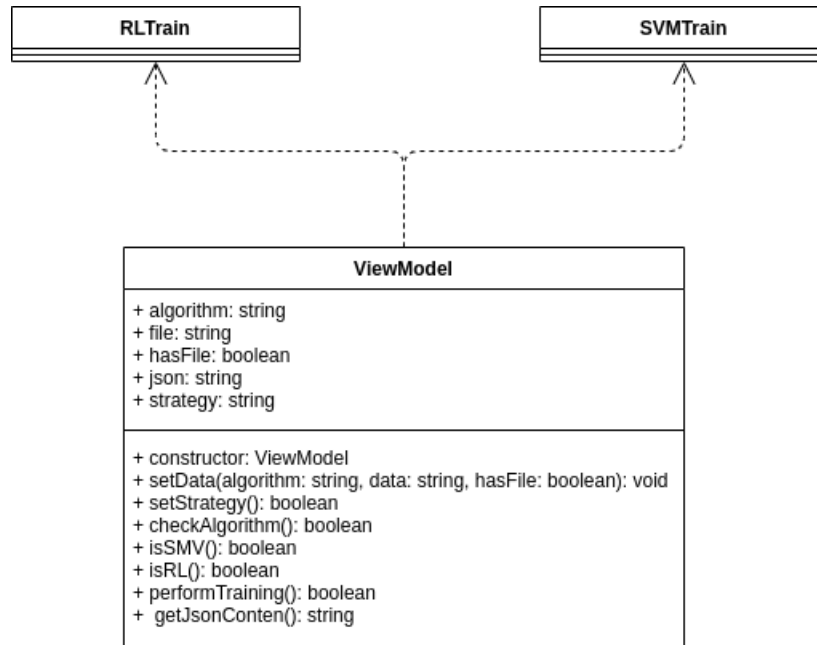 RLTrain
SVMTrain
ViewModel
+ algorithm: string
+ file: string
+ hasFile: boolean
+ json: string
+ strategy: string
+ constructor: ViewModel
+ setData(algorithm: string, data: string, hasFile: boolean): void
+ setStrategy(): boolean
+ checkAlgorithm(): boolean
+ isSMV(): boolean
+ isRL(): boolean
+ performTraining(): boolean
+ getJsonConten(): string